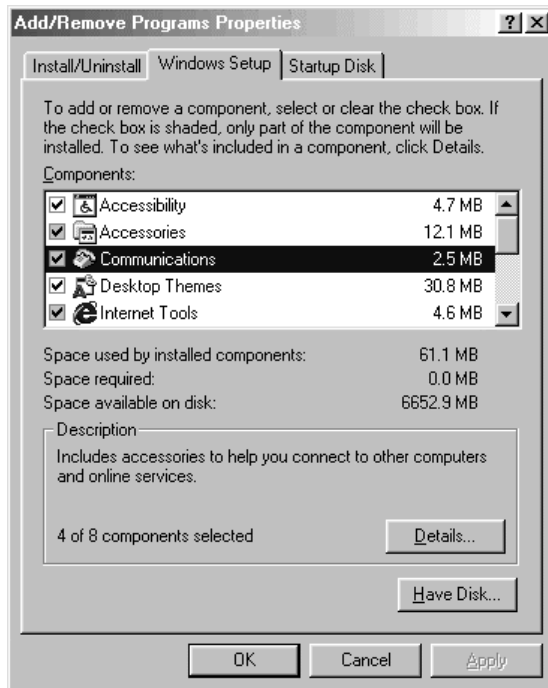 Add/Remove Programs Properties
Install/Uninstall Windows Setup Startup Disk
To add or remove a component, select or clear the check box. If
the check box is shaded, only part of the component will be
installed. To see what's included in a component, click Details.
Components:
Accessibility 4.7 MB
Accessories 12.1 MB
Communications 2.5 MB
Desktop Themes 30.8 MB
Internet Tools 4.6 MB
Space used by installed components: 61.1 MB
Space required: 0.0 MB
Space available on disk: 6652.9 MB
Description
Includes accessories to help you connect to other computers
and online services.
4 of 8 components selected
Details...
Have Disk...
OK Cancel Apply